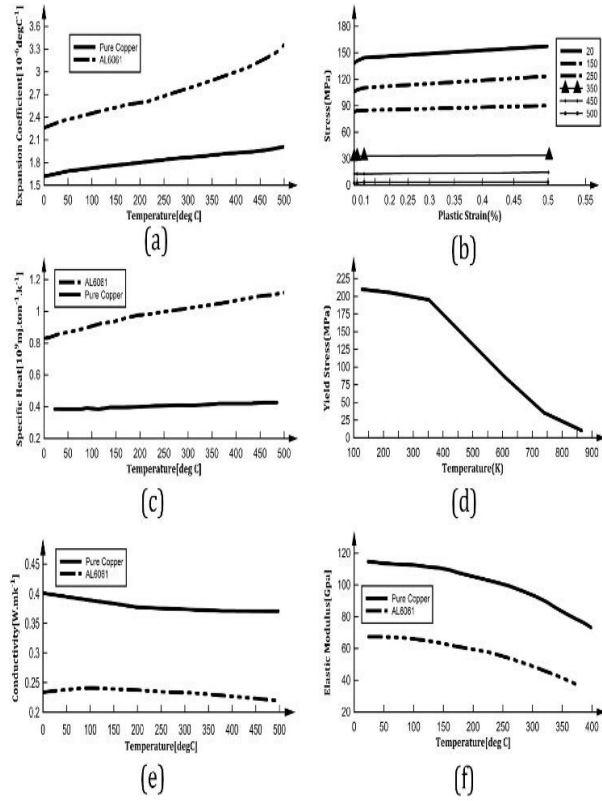 Expansion Coefficient[10⁻⁶degC⁻¹]
3.6
3.3
3
2.7
2.4
2.1
1.8
1.5
Pure Copper
AL6061
0 50 100 150 200 250 300 350 400 450 500
Temperature[deg C]
(a)
Stress(MPa)
180
150
120
90
60
30
0
20
150
250
350
450
500
0 0.1 0.2 0.25 0.3 0.35 0.4 0.45 0.5 0.55
Plastic Strain(%)
(b)
Specific Heat[10⁹mj.ton⁻¹.k⁻¹]
1.2
1
0.8
0.6
0.4
0.2
AL6081
Pure Copper
0 50 100 150 200 250 300 350 400 450 500
Temperature[deg C]
(c)
Yield Stress(MPa)
225
200
175
150
125
100
75
50
25
0
100 200 300 400 500 600 700 800 900
Temperature(K)
(d)
Conductivity[W.mk⁻¹]
0.45
0.4
0.35
0.3
0.25
0.2
Pure Copper
AL6081
0 50 100 150 200 250 300 350 400 450 500
Temperature[degC]
(e)
Elastic Modulus[Gpa]
120
100
80
60
40
20
Pure Copper
AL6081
0 50 100 150 200 250 300 350 400
Temperature[deg C]
(f)